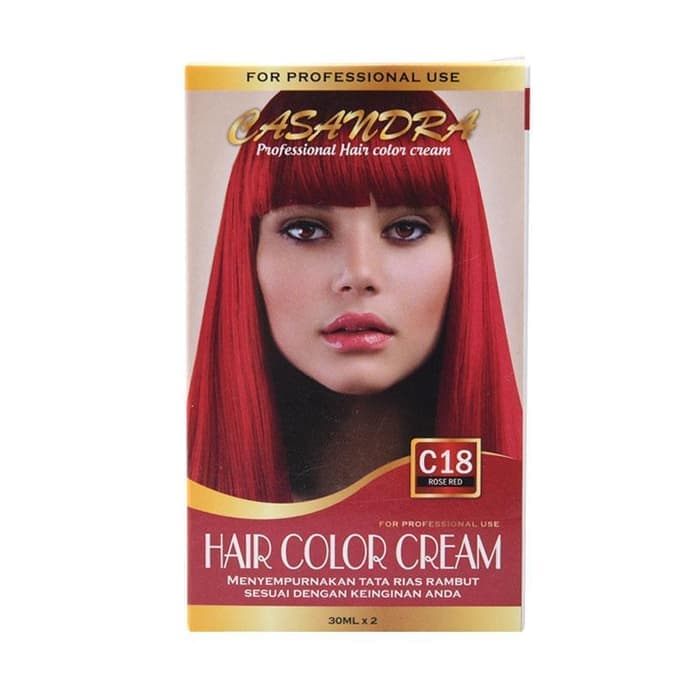 FOR PROFESSIONAL USE
CASANDRA
Professional Hair color cream
C18
ROSE RED
FOR PROFESSIONAL USE
HAIR COLOR CREAM
MENYEMPURNAKAN TATA RIAS RAMBUT
SESUAI DENGAN KEINGINAN ANDA
30ML x 2